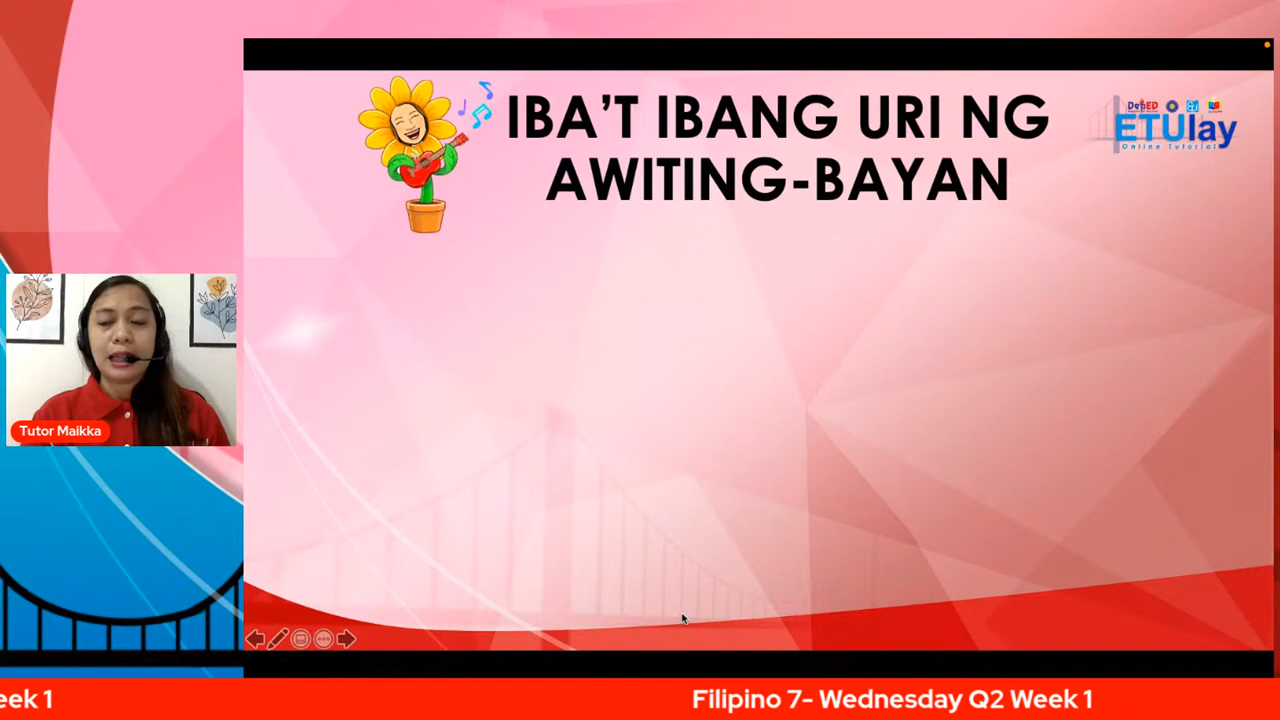 IBA’T IBANG URI NG
AWITING-BAYAN
DepED
ETUlay
Online Tutorial
Tutor Maikka
eek 1
Filipino 7- Wednesday Q2 Week 1